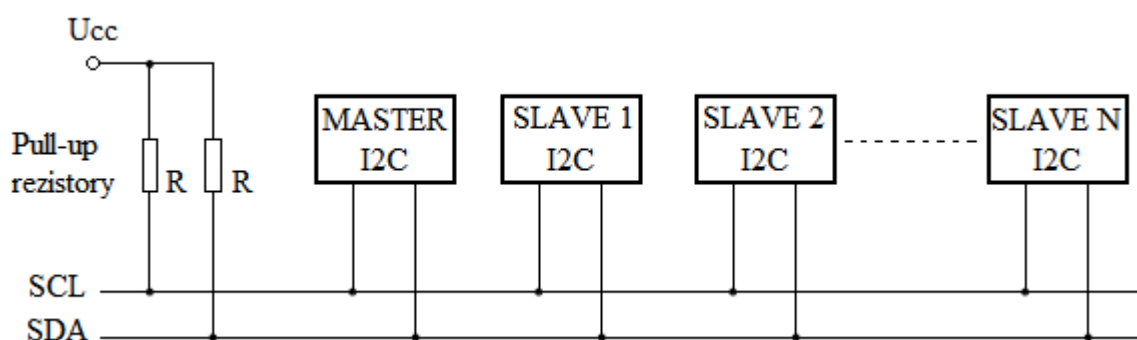 Ucc
MASTER
I2C
SLAVE 1
I2C
SLAVE 2
I2C
SLAVE N
I2C
Pull-up
rezistory
R
R
SCL
SDA